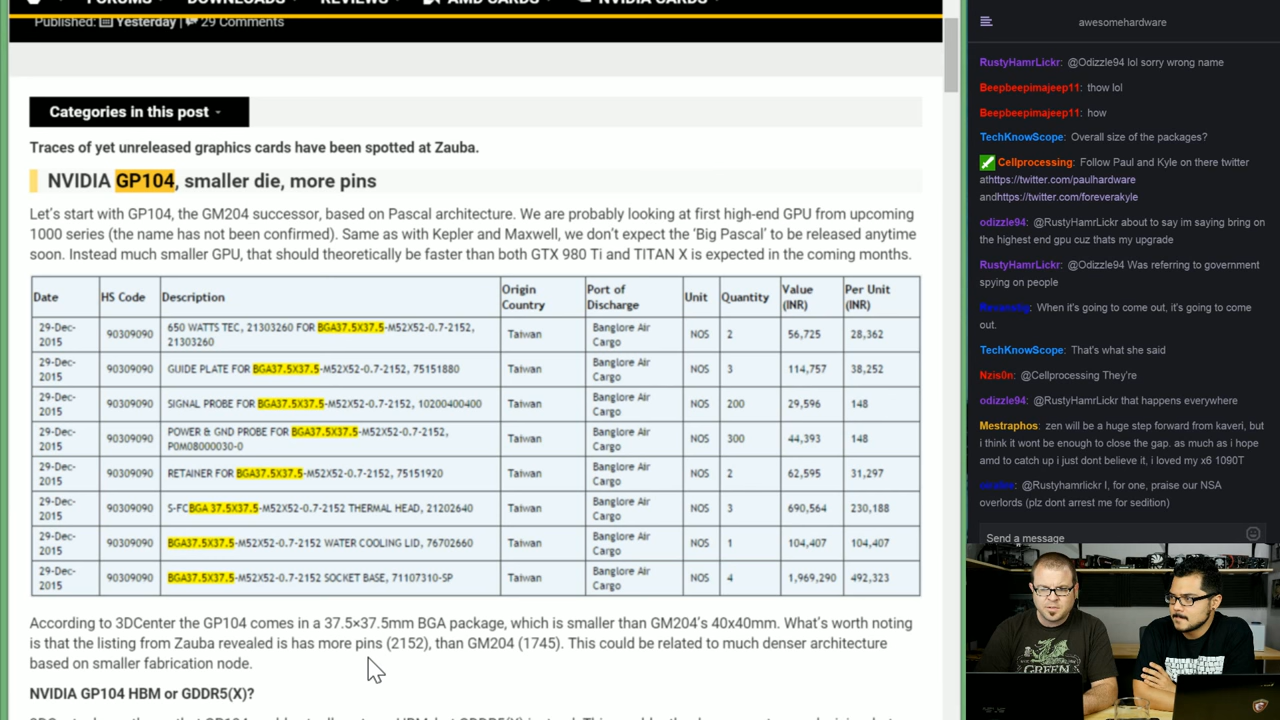 FORUMS
DOWNLOADS
REVIEWS
AMD CARDS
NVIDIA CARDS
Published: Yesterday | 29 Comments
Categories in this post
Traces of yet unreleased graphics cards have been spotted at Zauba.
NVIDIA GP104, smaller die, more pins
Let's start with GP104, the GM204 successor, based on Pascal architecture. We are probably looking at first high-end GPU from upcoming
1000 series (the name has not been confirmed). Same as with Kepler and Maxwell, we don't expect the 'Big Pascal' to be released anytime
soon. Instead much smaller GPU, that should theoretically be faster than both GTX 980 Ti and TITAN X is expected in the coming months.
Date HS Code Description Origin Country Port of Discharge Unit Quantity Value (INR) Per Unit (INR)
29-Dec-2015 90309090 650 WATTS TEC, 21303260 FOR BGA37.5X37.5-M52X52-0.7-2152, 21303260 Taiwan Banglore Air Cargo NOS 2 56,725 28,362
29-Dec-2015 90309090 GUIDE PLATE FOR BGA37.5X37.5-M52X52-0.7-2152, 75151880 Taiwan Banglore Air Cargo NOS 3 114,757 38,252
29-Dec-2015 90309090 SIGNAL PROBE FOR BGA37.5X37.5-M52X52-0.7-2152, 10200400400 Taiwan Banglore Air Cargo NOS 200 29,596 148
29-Dec-2015 90309090 POWER & GND PROBE FOR BGA37.5X37.5-M52X52-0.7-2152, P0M08000030-0 Taiwan Banglore Air Cargo NOS 300 44,393 148
29-Dec-2015 90309090 RETAINER FOR BGA37.5X37.5-M52X52-0.7-2152, 75151920 Taiwan Banglore Air Cargo NOS 2 62,595 31,297
29-Dec-2015 90309090 S-FCBGA 37.5X37.5-M52X52-0.7-2152 THERMAL HEAD, 21202640 Taiwan Banglore Air Cargo NOS 3 690,564 230,188
29-Dec-2015 90309090 BGA37.5X37.5-M52X52-0.7-2152 WATER COOLING LID, 76702660 Taiwan Banglore Air Cargo NOS 1 104,407 104,407
29-Dec-2015 90309090 BGA37.5X37.5-M52X52-0.7-2152 SOCKET BASE, 71107310-SP Taiwan Banglore Air Cargo NOS 4 1,969,290 492,323
According to 3DCenter the GP104 comes in a 37.5×37.5mm BGA package, which is smaller than GM204's 40x40mm. What's worth noting
is that the listing from Zauba revealed is has more pins (2152), than GM204 (1745). This could be related to much denser architecture
based on smaller fabrication node.
NVIDIA GP104 HBM or GDDR5(X)?
awesomehardware
RustyHamrLickr: @Odizzle94 lol sorry wrong name
Beepbeepimajeep11: thow lol
Beepbeepimajeep11: how
TechKnowScope: Overall size of the packages?
Cellprocessing: Follow Paul and Kyle on there twitter
athttps://twitter.com/paulhardware
andhttps://twitter.com/foreverakyle
odizzle94: @RustyHamrLickr about to say im saying bring on
the highest end gpu cuz thats my upgrade
RustyHamrLickr: @Odizzle94 Was referring to government
spying on people
When it's going to come out, it's going to come
out.
TechKnowScope: That's what she said
Nzis0n: @Cellprocessing They're
odizzle94: @RustyHamrLickr that happens everywhere
Mestraphos: zen will be a huge step forward from kaveri, but
i think it wont be enough to close the gap. as much as i hope
amd to catch up i just dont believe it, i loved my x6 1090T
@Rustyhamrlickr I, for one, praise our NSA
overlords (plz dont arrest me for sedition)
Send a message
GREEN